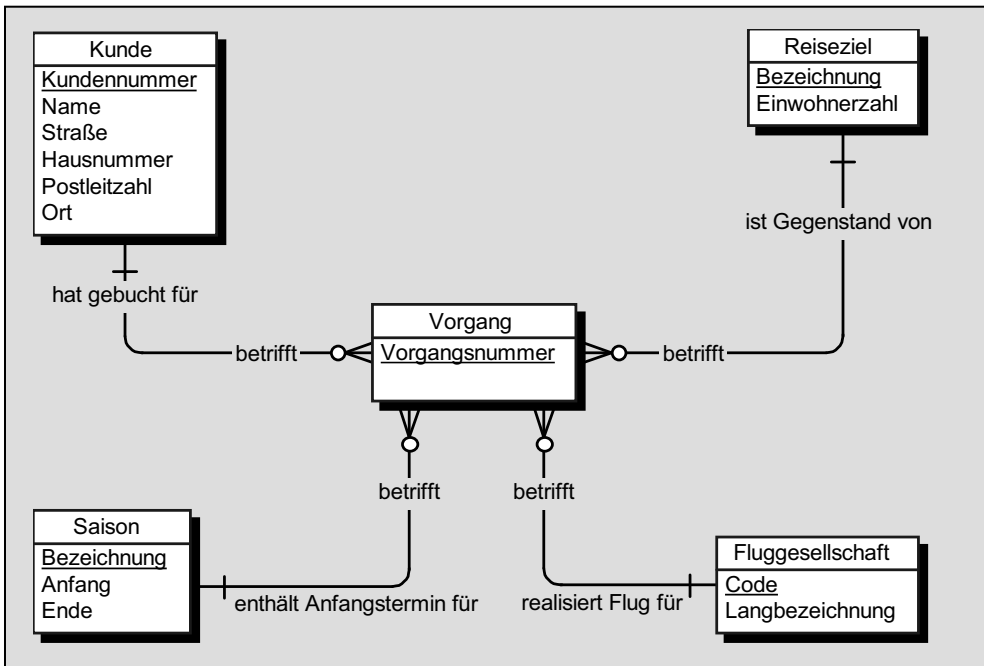 Kunde
Kundennummer
Name
Straße
Hausnummer
Postleitzahl
Ort
Reiseziel
Bezeichnung
Einwohnerzahl
ist Gegenstand von
hat gebucht für
betrifft
Vorgang
Vorgangsnummer
betrifft
betrifft
betrifft
Saison
Bezeichnung
Anfang
Ende
enthält Anfangstermin für
realisiert Flug für
Fluggesellschaft
Code
Langbezeichnung